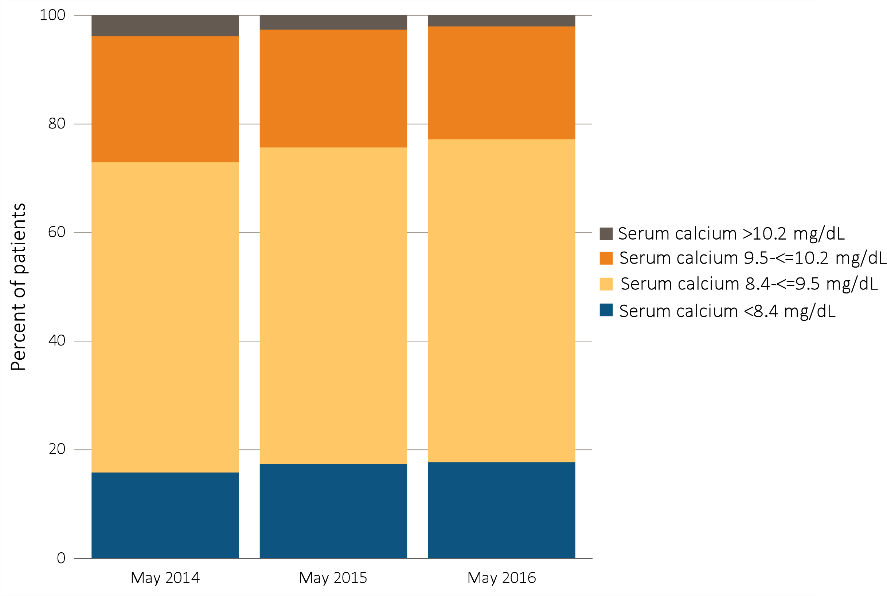 100
80
60
40
20
0
Percent of patients
May 2014
May 2015
May 2016
Serum calcium >10.2 mg/dL
Serum calcium 9.5-<=10.2 mg/dL
Serum calcium 8.4-<=9.5 mg/dL
Serum calcium <8.4 mg/dL